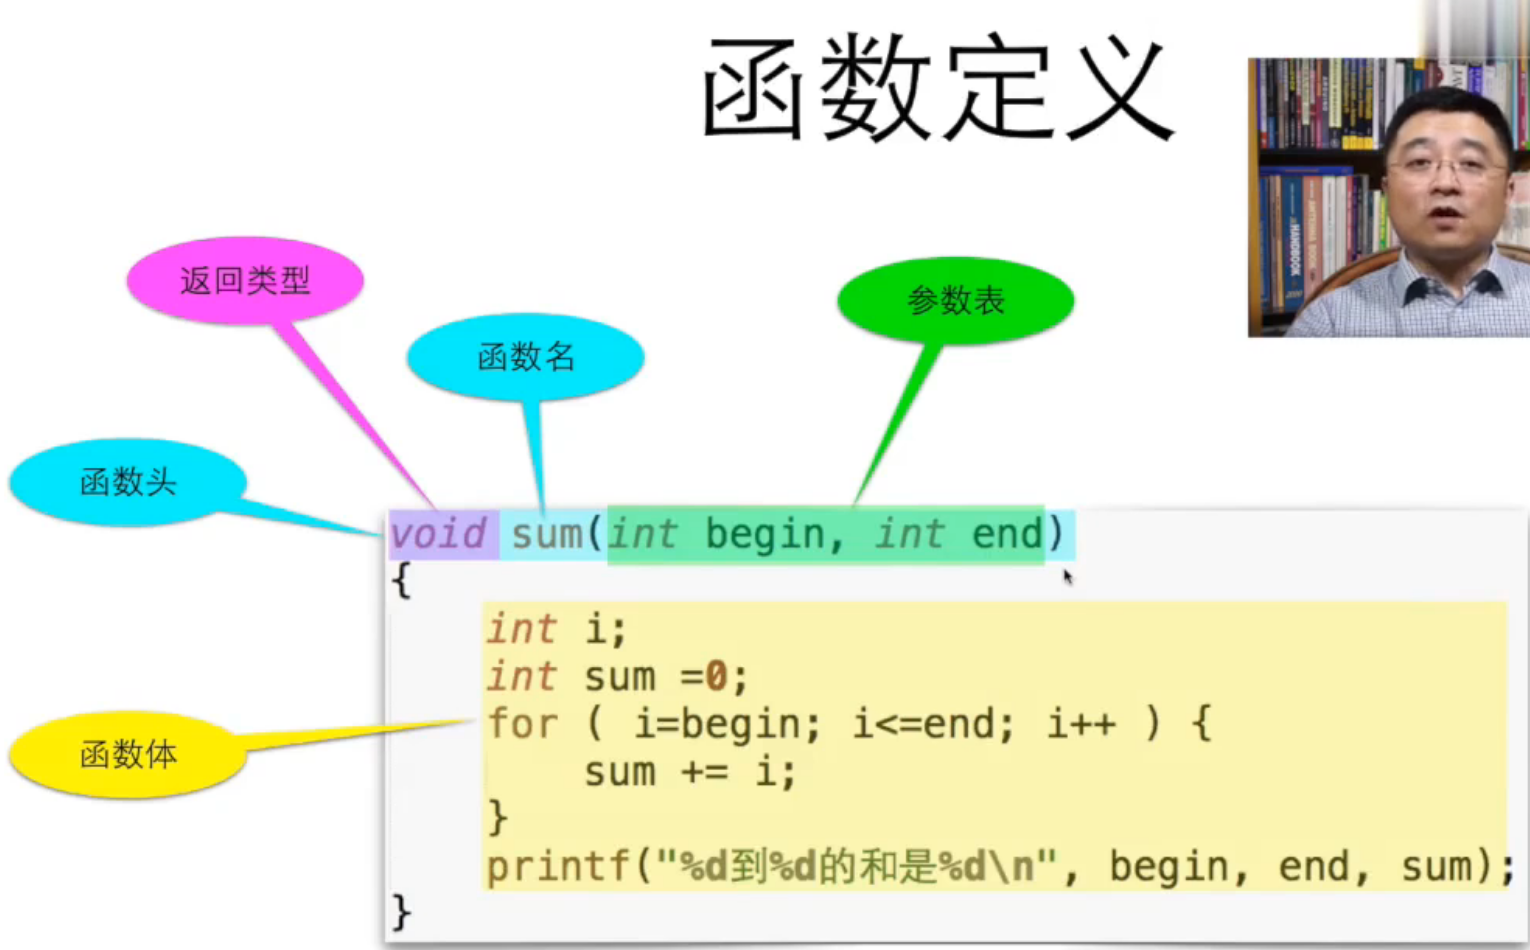 函数定义
返回类型
参数表
函数名
函数头
void sum(int begin, int end)
{
int i;
int sum =0;
for ( i=begin; i<=end; i++ ) {
函数体
sum += i;
}
printf("%d到%d的和是%d\n", begin, end, sum);
}
HANDBOOK